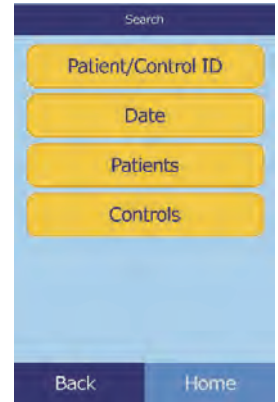 Search
Patient/Control ID
Date
Patients
Controls
Back Home